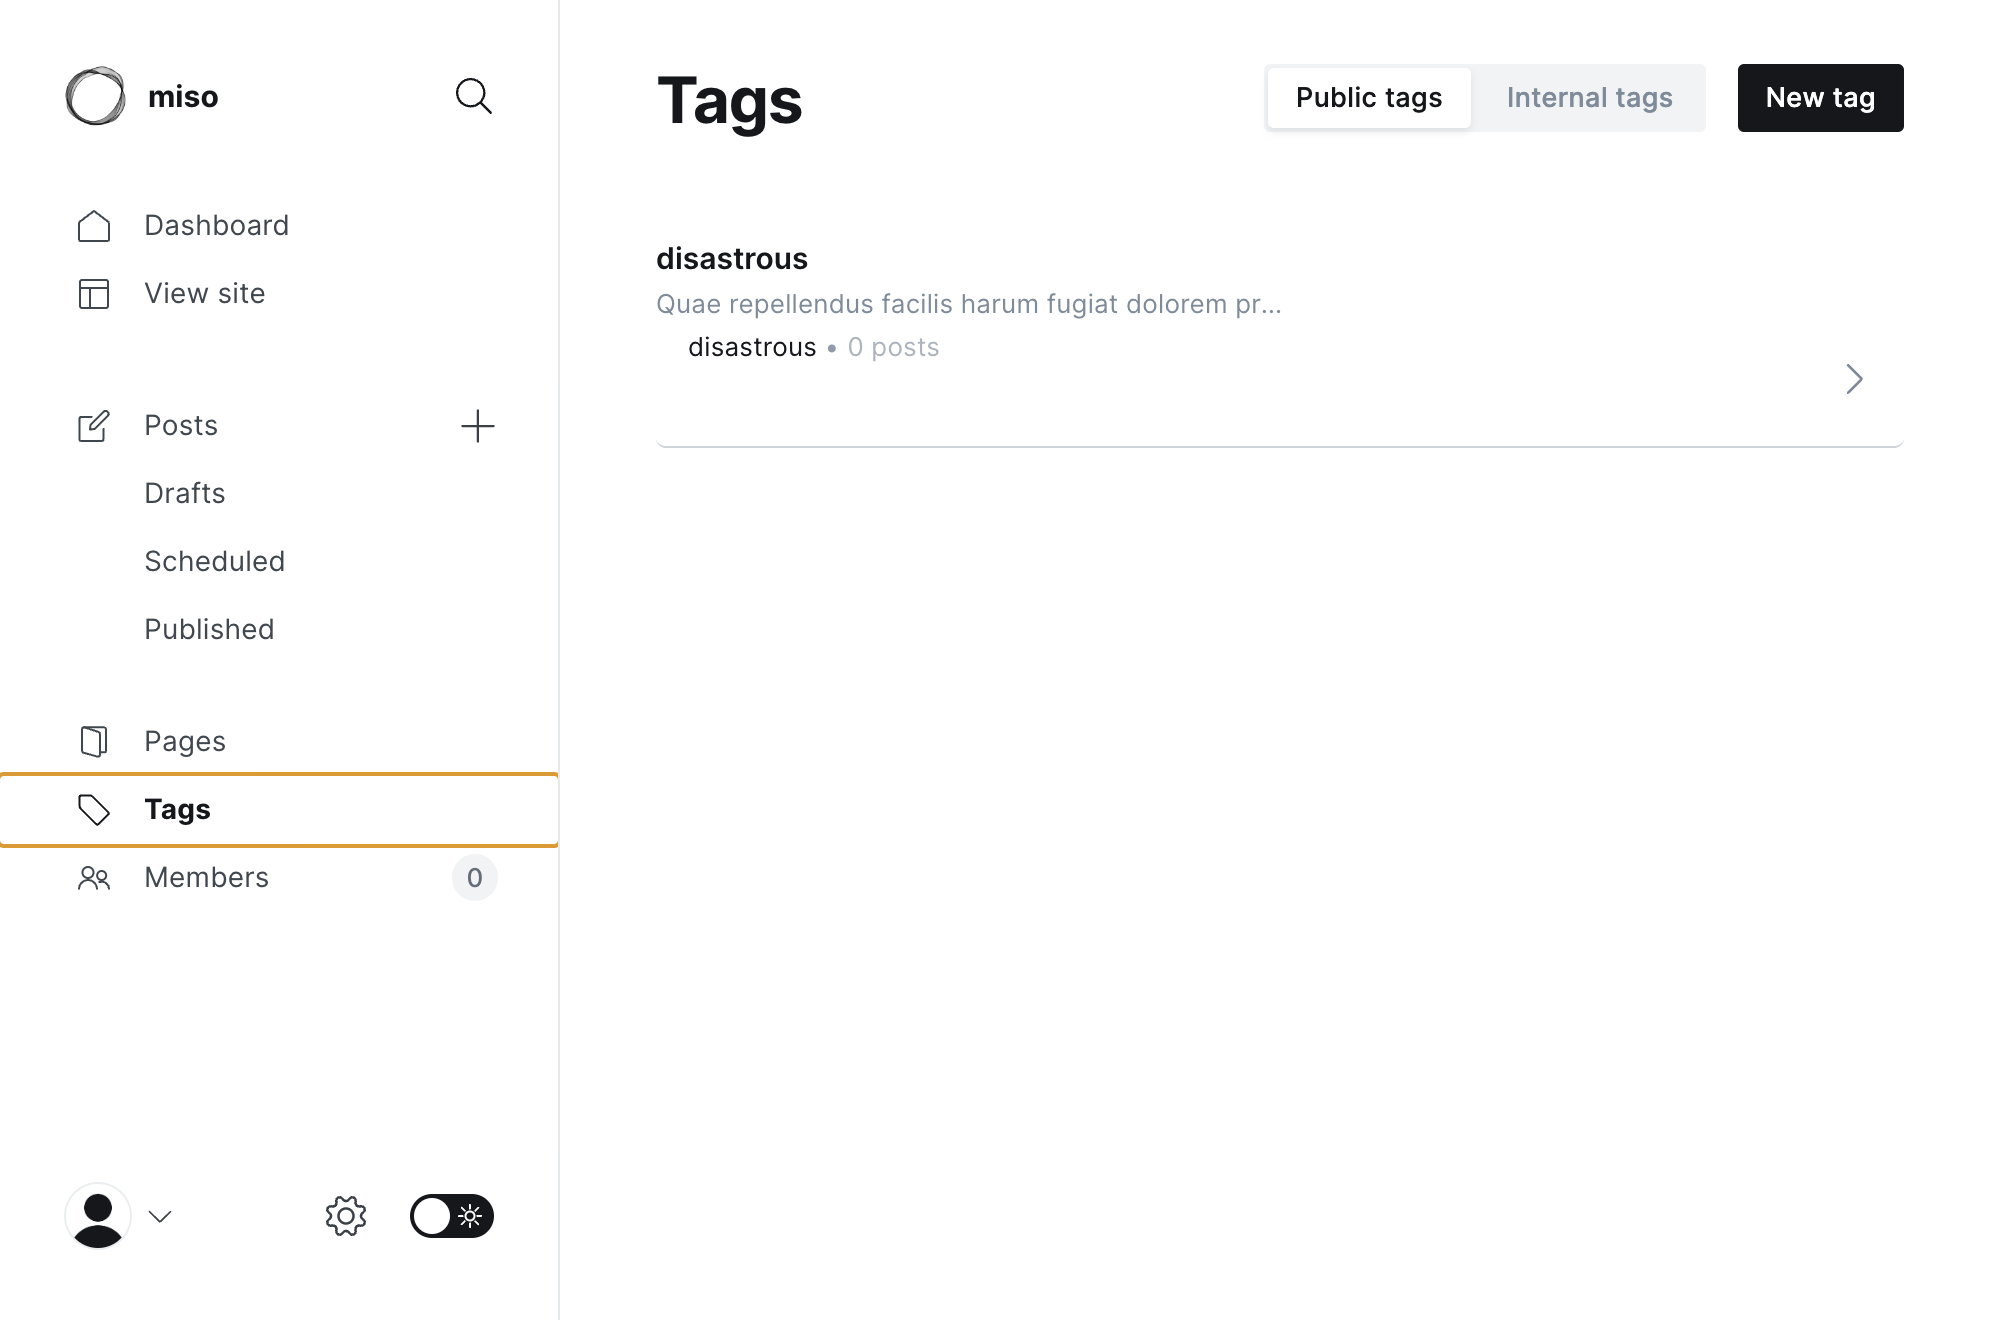 miso
Dashboard
View site
Posts
Drafts
Scheduled
Published
Pages
Tags
Members 0
Tags
Public tags
Internal tags
New tag
disastrous
Quae repellendus facilis harum fugiat dolorem pr...
disastrous • 0 posts